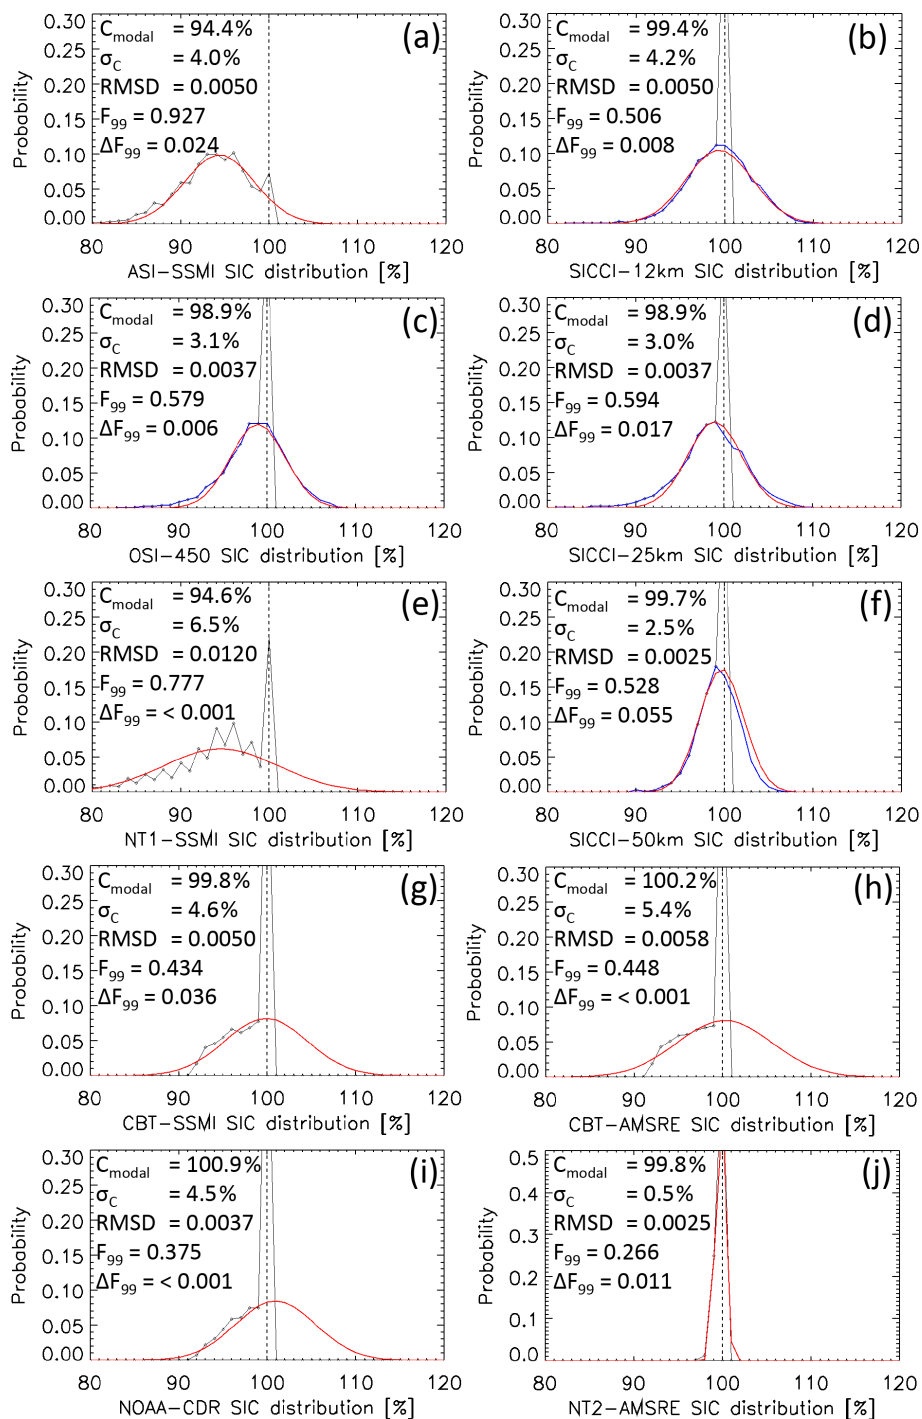 (a)
C_modal = 94.4%
σ_C = 4.0%
RMSD = 0.0050
F_99 = 0.927
ΔF_99 = 0.024
Probability
0.30
0.25
0.20
0.15
0.10
0.05
0.00
80 90 100 110 120
ASI-SSMI SIC distribution [%]
(b)
C_modal = 99.4%
σ_C = 4.2%
RMSD = 0.0050
F_99 = 0.506
ΔF_99 = 0.008
Probability
0.30
0.25
0.20
0.15
0.10
0.05
0.00
80 90 100 110 120
SICCI-12km SIC distribution [%]
(c)
C_modal = 98.9%
σ_C = 3.1%
RMSD = 0.0037
F_99 = 0.579
ΔF_99 = 0.006
Probability
0.30
0.25
0.20
0.15
0.10
0.05
0.00
80 90 100 110 120
OSI-450 SIC distribution [%]
(d)
C_modal = 98.9%
σ_C = 3.0%
RMSD = 0.0037
F_99 = 0.594
ΔF_99 = 0.017
Probability
0.30
0.25
0.20
0.15
0.10
0.05
0.00
80 90 100 110 120
SICCI-25km SIC distribution [%]
(e)
C_modal = 94.6%
σ_C = 6.5%
RMSD = 0.0120
F_99 = 0.777
ΔF_99 = < 0.001
Probability
0.30
0.25
0.20
0.15
0.10
0.05
0.00
80 90 100 110 120
NT1-SSMI SIC distribution [%]
(f)
C_modal = 99.7%
σ_C = 2.5%
RMSD = 0.0025
F_99 = 0.528
ΔF_99 = 0.055
Probability
0.30
0.25
0.20
0.15
0.10
0.05
0.00
80 90 100 110 120
SICCI-50km SIC distribution [%]
(g)
C_modal = 99.8%
σ_C = 4.6%
RMSD = 0.0050
F_99 = 0.434
ΔF_99 = 0.036
Probability
0.30
0.25
0.20
0.15
0.10
0.05
0.00
80 90 100 110 120
CBT-SSMI SIC distribution [%]
(h)
C_modal = 100.2%
σ_C = 5.4%
RMSD = 0.0058
F_99 = 0.448
ΔF_99 = < 0.001
Probability
0.30
0.25
0.20
0.15
0.10
0.05
0.00
80 90 100 110 120
CBT-AMSRE SIC distribution [%]
(i)
C_modal = 100.9%
σ_C = 4.5%
RMSD = 0.0037
F_99 = 0.375
ΔF_99 = < 0.001
Probability
0.30
0.25
0.20
0.15
0.10
0.05
0.00
80 90 100 110 120
NOAA-CDR SIC distribution [%]
(j)
C_modal = 99.8%
σ_C = 0.5%
RMSD = 0.0025
F_99 = 0.266
ΔF_99 = 0.011
Probability
0.5
0.4
0.2
0.1
0.0
80 90 100 110 120
NT2-AMSRE SIC distribution [%]